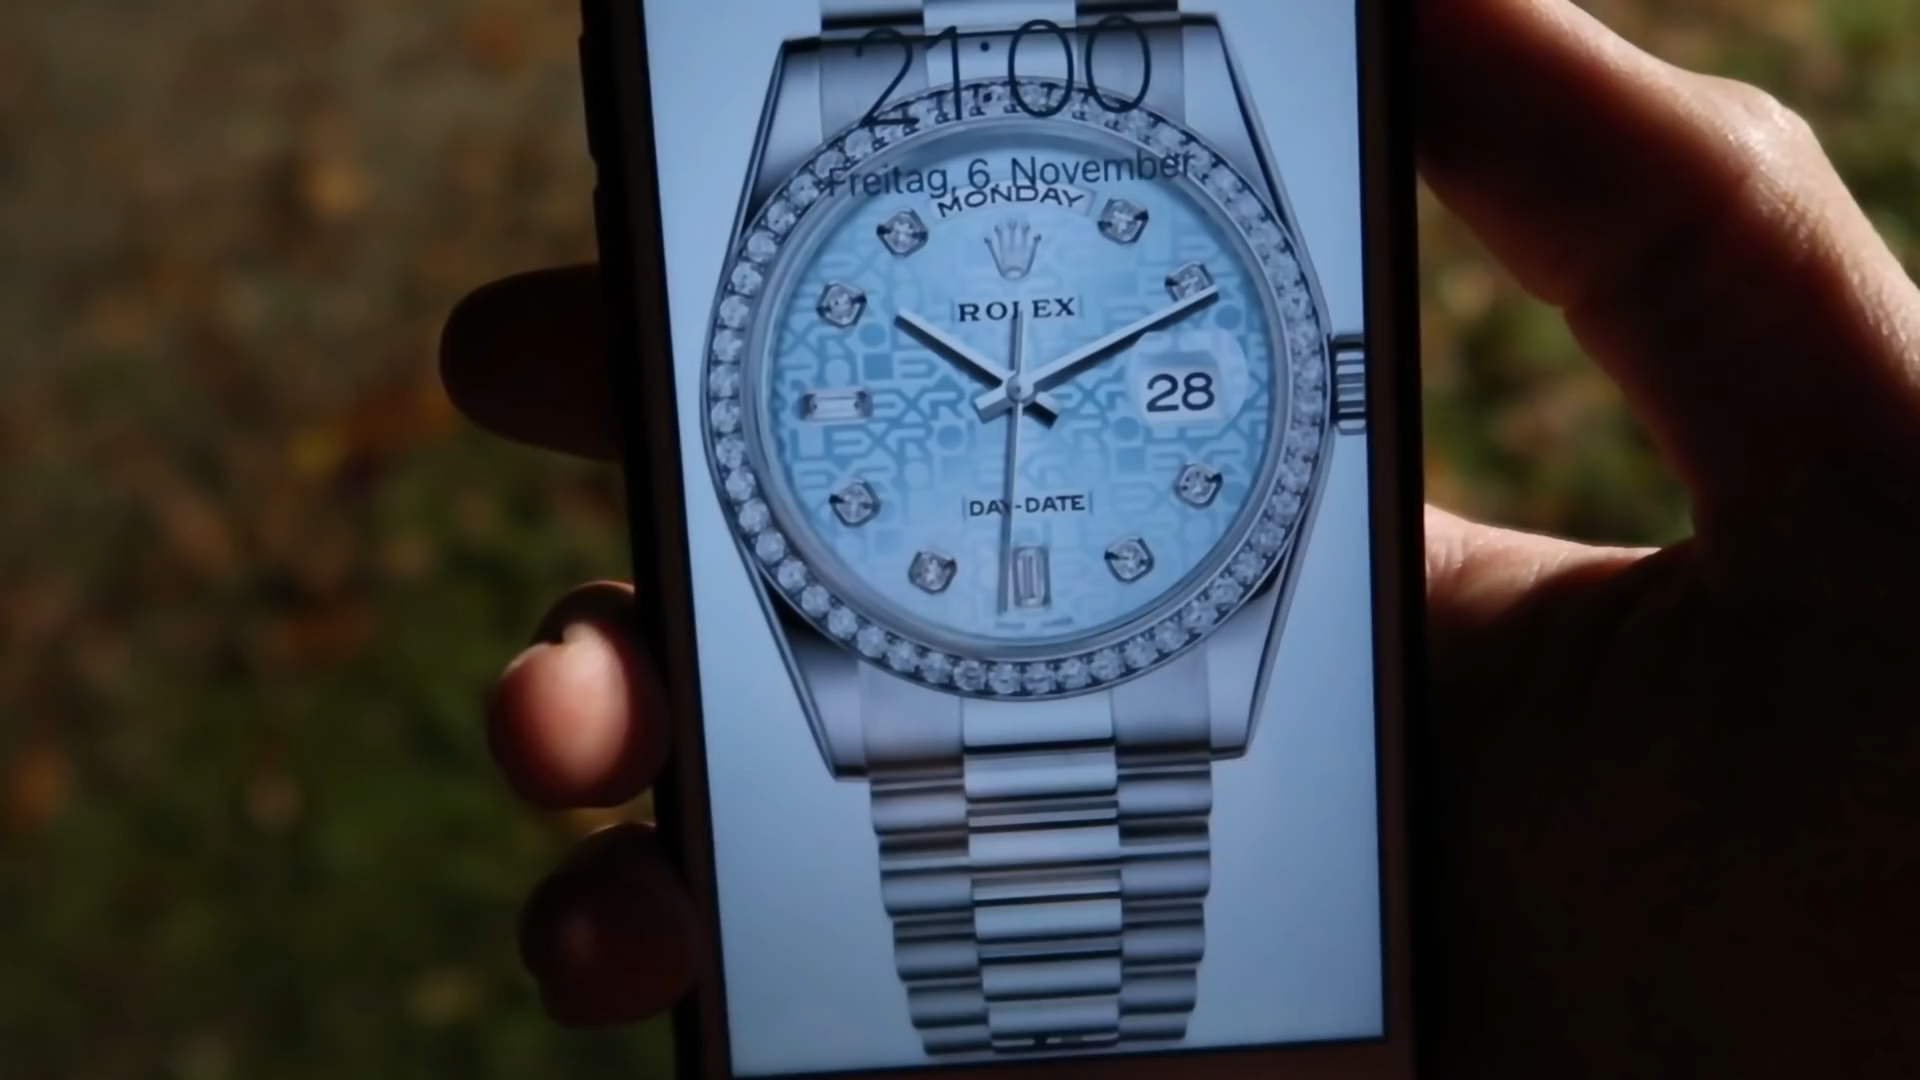 21:00
Freitag, 6. November
MONDAY
ROLEX
28
DAY-DATE